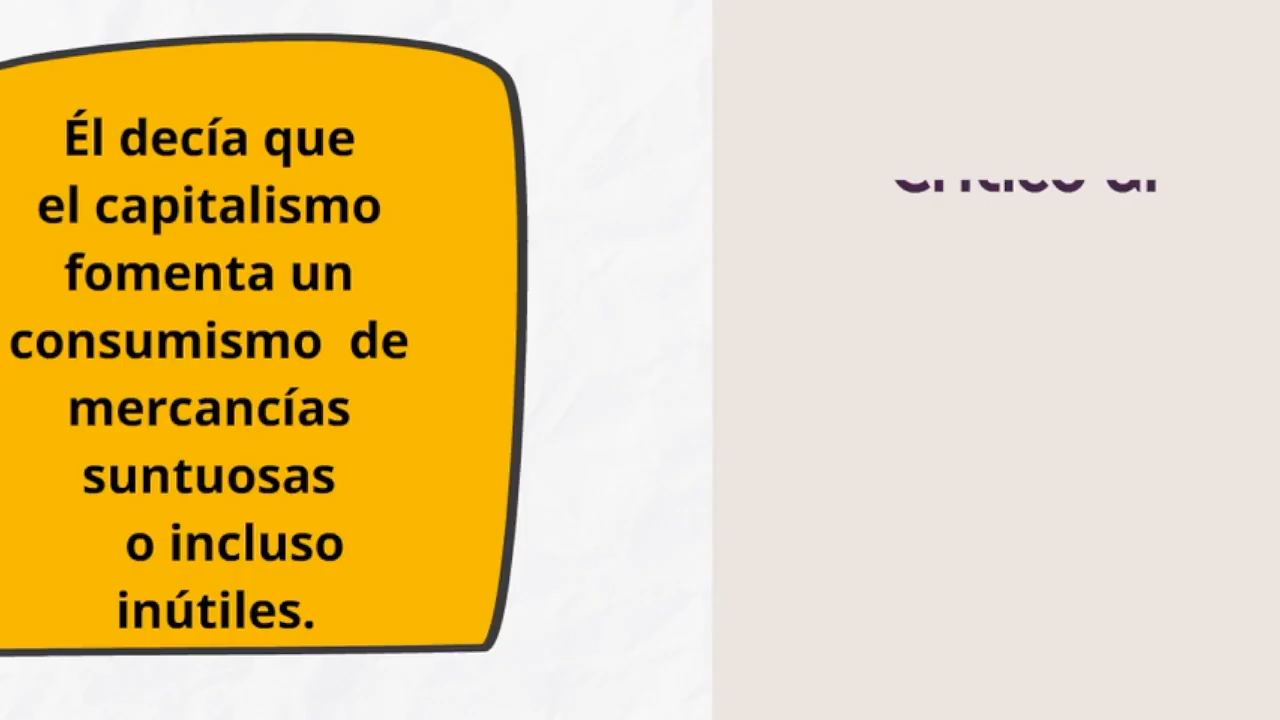 Él decía que
el capitalismo
fomenta un
consumismo  de
mercancías
suntuosas
o incluso
inútiles.